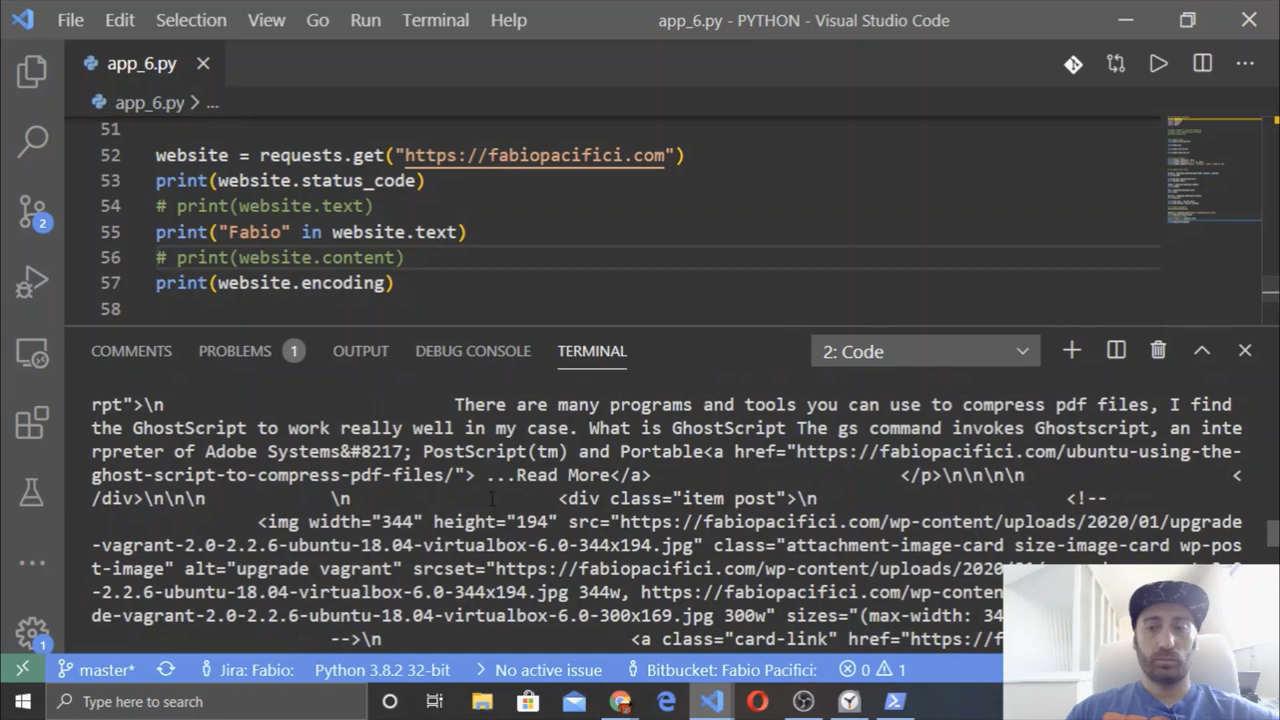 File Edit Selection View Go Run Terminal Help app_6.py - PYTHON - Visual Studio Code
app_6.py
app_6.py > ...
51
52 website = requests.get("https://fabiopacifici.com")
53 print(website.status_code)
54 # print(website.text)
55 print("Fabio" in website.text)
56 # print(website.content)
57 print(website.encoding)
58
COMMENTS PROBLEMS 1 OUTPUT DEBUG CONSOLE TERMINAL 2: Code
rpt">\n There are many programs and tools you can use to compress pdf files, I find
the GhostScript to work really well in my case. What is GhostScript The gs command invokes Ghostscript, an inte
rpreter of Adobe Systems&#8217; PostScript(tm) and Portable<a href="https://fabiopacifici.com/ubuntu-using-the-
ghost-script-to-compress-pdf-files/"> ...Read More</a> </p>\n\n\n\n <
/div>\n\n\n \n <div class="item post">\n <!--
<img width="344" height="194" src="https://fabiopacifici.com/wp-content/uploads/2020/01/upgrade
-vagrant-2.0-2.2.6-ubuntu-18.04-virtualbox-6.0-344x194.jpg" class="attachment-image-card size-image-card wp-pos
t-image" alt="upgrade vagrant" srcset="https://fabiopacifici.com/wp-content/uploads/2020/01/
-2.2.6-ubuntu-18.04-virtualbox-6.0-344x194.jpg 344w, https://fabiopacifici.com
de-vagrant-2.0-2.2.6-ubuntu-18.04-virtualbox-6.0-300x169.jpg 300w" sizes="(max-width: 34
-->\n <a class="card-link" href="https://f
2
1
master* Jira: Fabio: Python 3.8.2 32-bit No active issue Bitbucket: Fabio Pacifici: 0 1
Type here to search